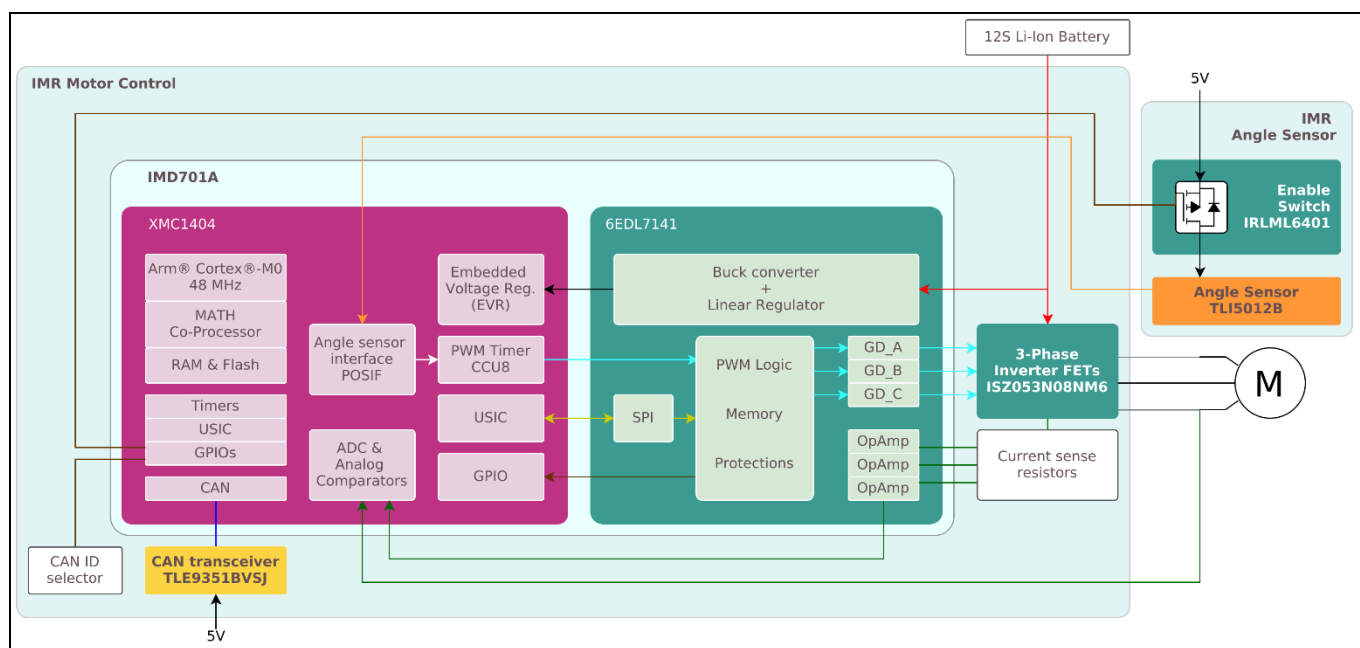 12S Li-Ion Battery
IMR Motor Control
5V
IMR
Angle Sensor
Enable
Switch
IRLML6401
Angle Sensor
TLI5012B
IMD701A
XMC1404
Arm® Cortex®-M0
48 MHz
MATH
Co-Processor
RAM & Flash
Timers
USIC
GPIOs
CAN
Angle sensor
interface
POSIF
ADC &
Analog
Comparators
Embedded
Voltage Reg.
(EVR)
PWM Timer
CCU8
USIC
GPIO
6EDL7141
Buck converter
+
Linear Regulator
SPI
PWM Logic
Memory
Protections
GD_A
GD_B
GD_C
OpAmp
OpAmp
OpAmp
3-Phase
Inverter FETs
ISZ053N08NM6
Current sense
resistors
M
CAN ID
selector
CAN transceiver
TLE9351BVSJ
5V